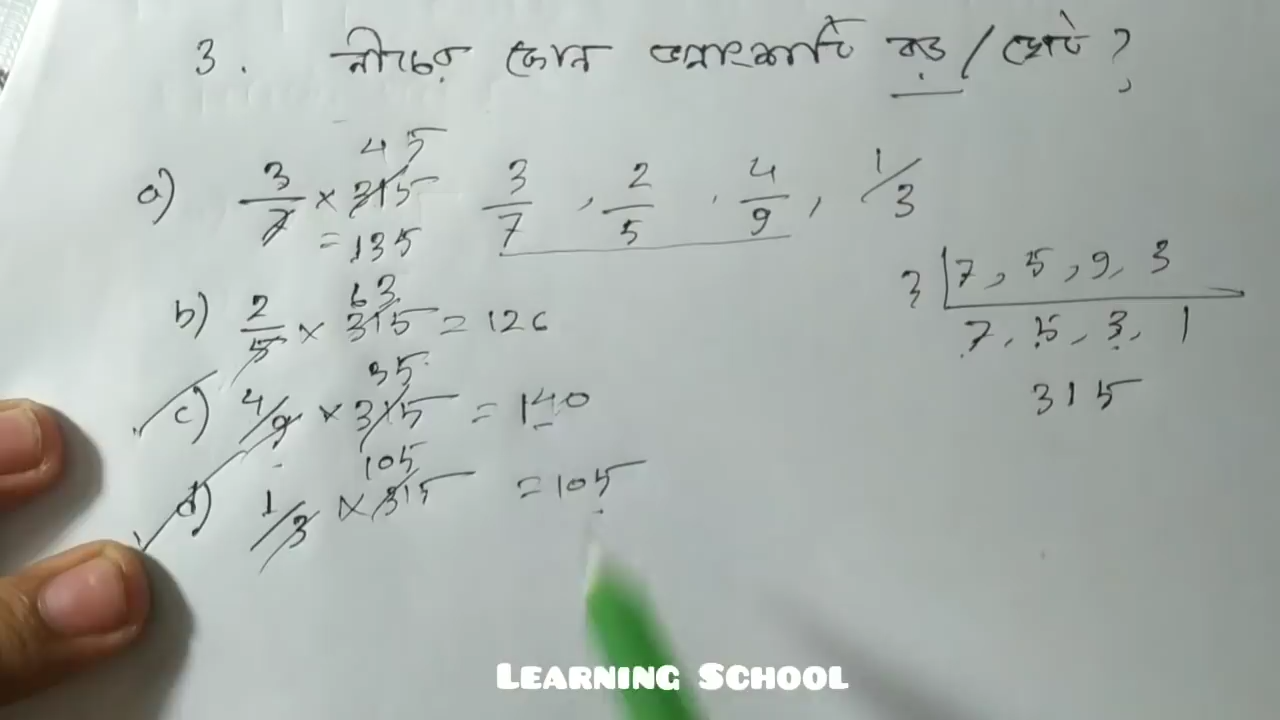 3. নীচের কোন ভগ্নাংশটি বড় / ছোট ?
a) 3/7 × 315 45 = 135
3/7 , 2/5 , 4/9 , 1/3
b) 2/5 × 315 63 = 126
c) 4/9 × 315 35 = 140
d) 1/3 × 315 105 = 105
3 | 7, 5, 9, 3
7, 5, 3, 1
315
LEARNING SCHOOL